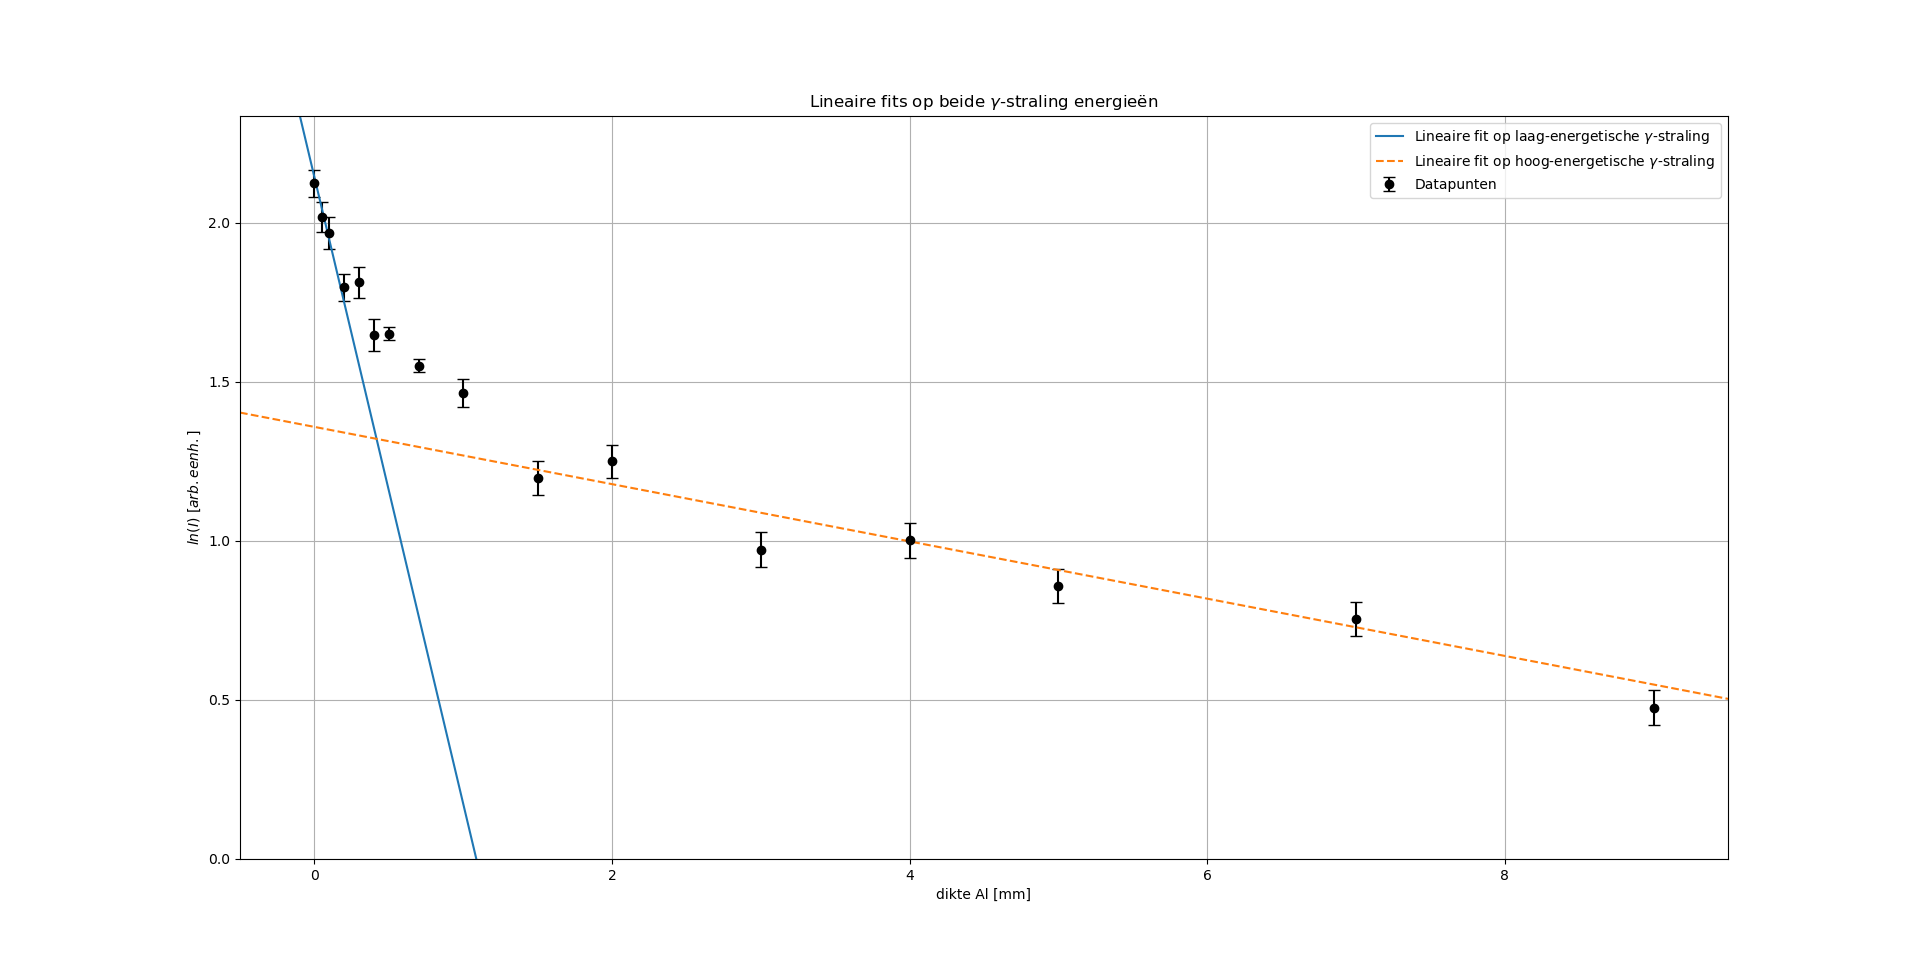 Lineaire fits op beide γ-straling energieën
Lineaire fit op laag-energetische γ-straling
Lineaire fit op hoog-energetische γ-straling
Datapunten
ln(I) [arb. eenh.]
2.0
1.5
1.0
0.5
0.0
0 2 4 6 8
dikte Al [mm]